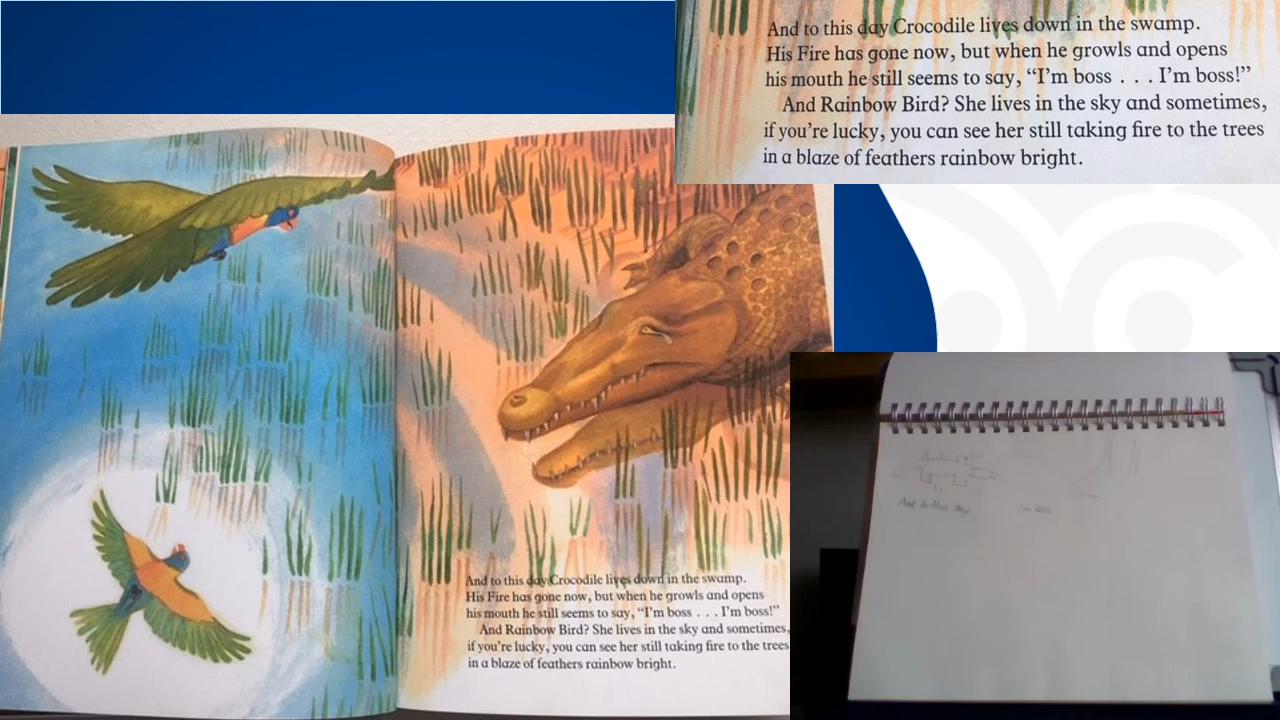 And to this day Crocodile lives down in the swamp.
His Fire has gone now, but when he growls and opens
his mouth he still seems to say, “I’m boss . . . I’m boss!”
And Rainbow Bird? She lives in the sky and sometimes,
if you’re lucky, you can see her still taking fire to the trees
in a blaze of feathers rainbow bright.
And to this day Crocodile lives down in the swamp.
His Fire has gone now, but when he growls and opens
his mouth he still seems to say, “I’m boss . . . I’m boss!”
And Rainbow Bird? She lives in the sky and sometimes,
if you’re lucky, you can see her still taking fire to the trees
in a blaze of feathers rainbow bright.
And to this day
I'm boss